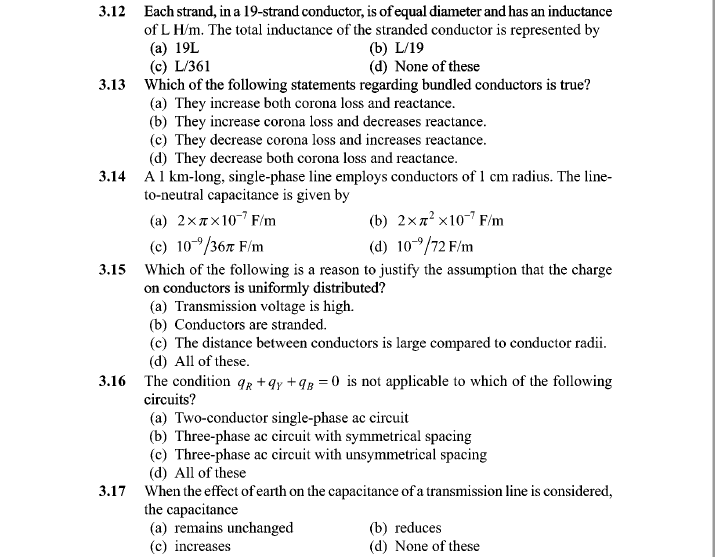 3.12 Each strand, in a 19-strand conductor, is of equal diameter and has an inductance
of L H/m. The total inductance of the stranded conductor is represented by
(a) 19L (b) L/19
(c) L/361 (d) None of these
3.13 Which of the following statements regarding bundled conductors is true?
(a) They increase both corona loss and reactance.
(b) They increase corona loss and decreases reactance.
(c) They decrease corona loss and increases reactance.
(d) They decrease both corona loss and reactance.
3.14 A 1 km-long, single-phase line employs conductors of 1 cm radius. The line-
to-neutral capacitance is given by
(a) 2×π×10⁻⁷ F/m (b) 2×π²×10⁻⁷ F/m
(c) 10⁻⁹/36π F/m (d) 10⁻⁹/72 F/m
3.15 Which of the following is a reason to justify the assumption that the charge
on conductors is uniformly distributed?
(a) Transmission voltage is high.
(b) Conductors are stranded.
(c) The distance between conductors is large compared to conductor radii.
(d) All of these.
3.16 The condition q_R + q_Y + q_B = 0 is not applicable to which of the following
circuits?
(a) Two-conductor single-phase ac circuit
(b) Three-phase ac circuit with symmetrical spacing
(c) Three-phase ac circuit with unsymmetrical spacing
(d) All of these
3.17 When the effect of earth on the capacitance of a transmission line is considered,
the capacitance
(a) remains unchanged (b) reduces
(c) increases (d) None of these